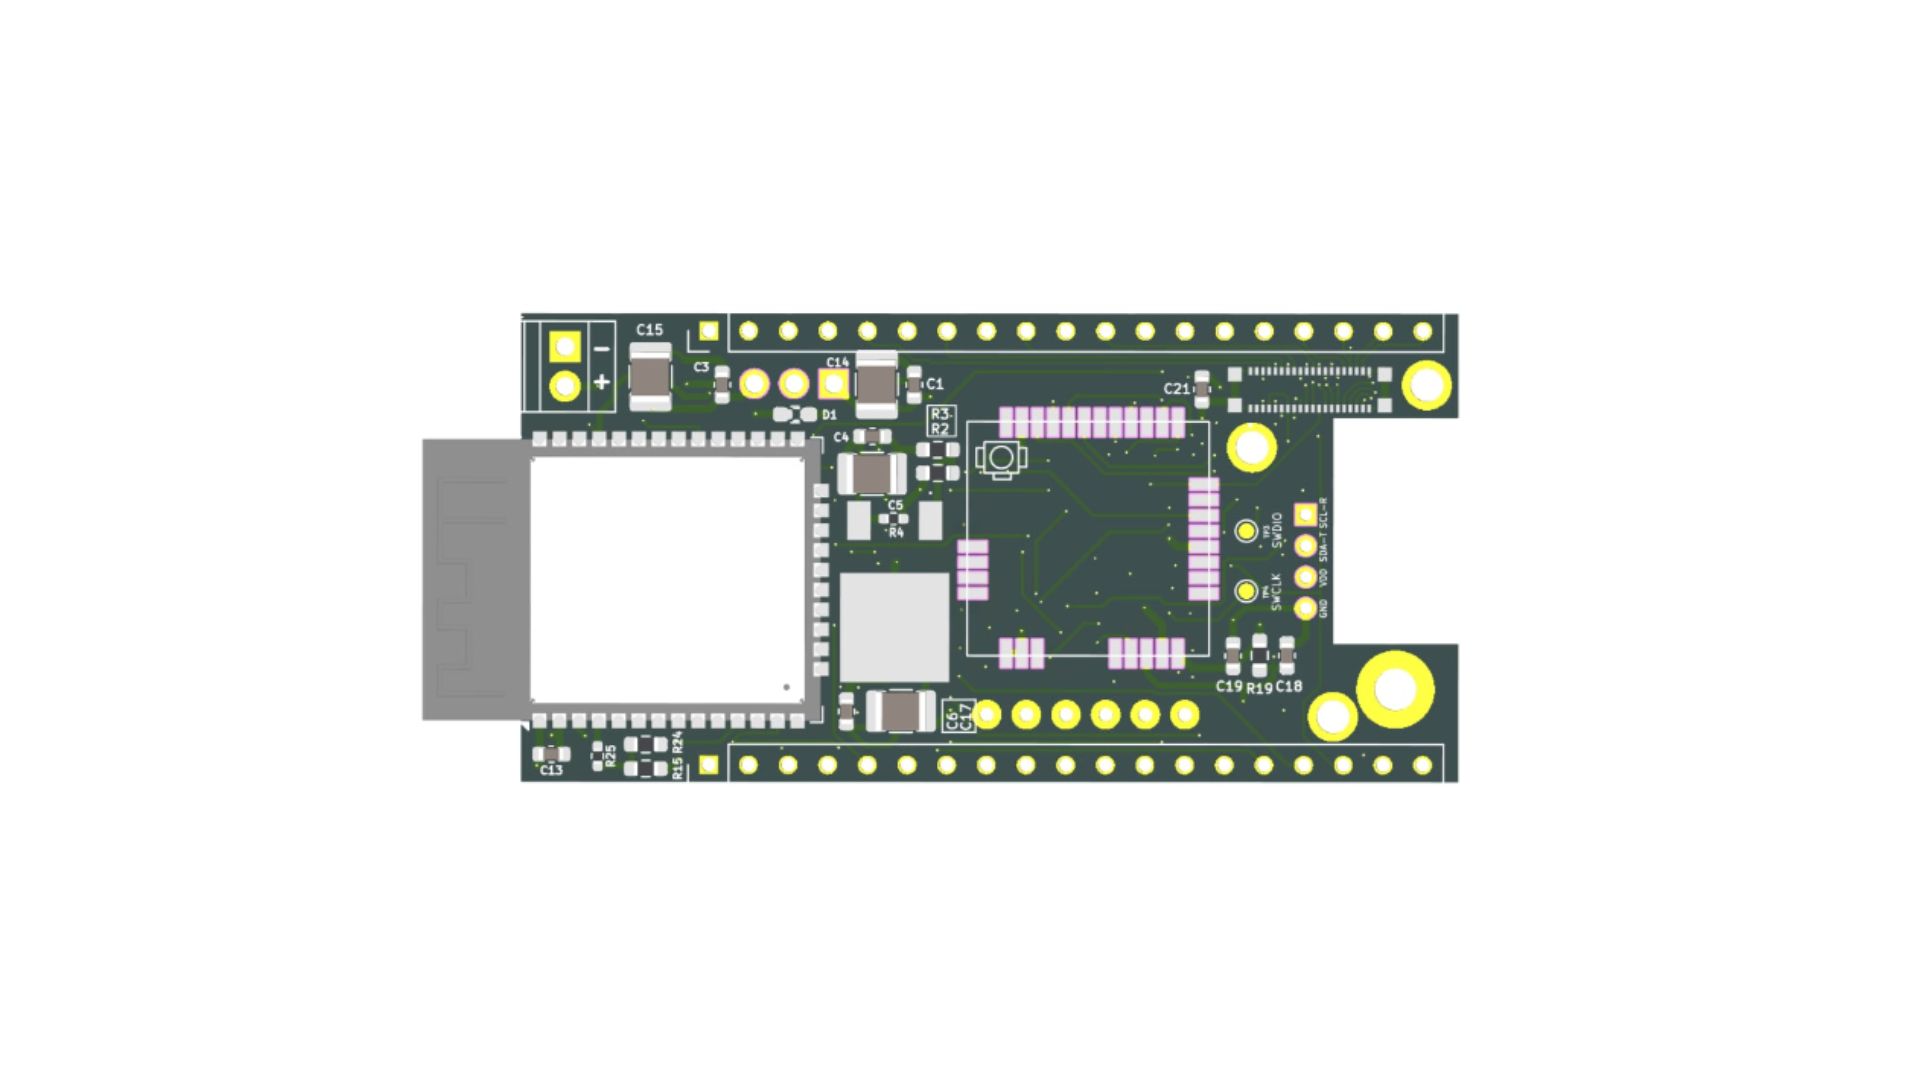 C15
-
+
C3
C14
C1
D1
C4
R3
R2
C21
C5
R4
SCL-R
SDA-T
VDD
GND
TP3
SWDIO
TP4
SWCLK
C19
R19
C18
C6
C17
C13
R25
R24
R15